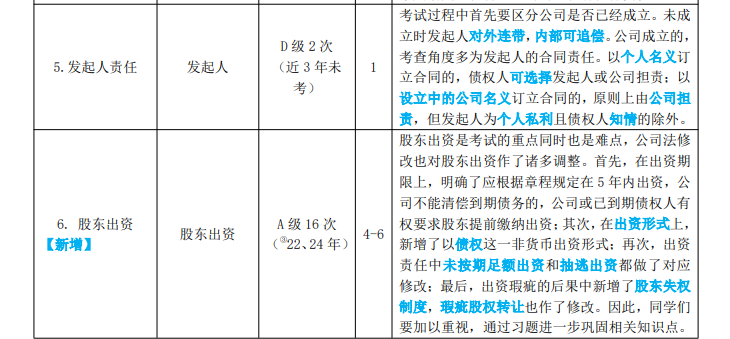 5.发起人责任
发起人
D 级 2 次
（近 3 年未
考）
1
考试过程中首先要区分公司是否已经成立。未成
立时发起人对外连带，内部可追偿。公司成立的，
考查角度多为发起人的合同责任。以个人名义订
立合同的，债权人可选择发起人或公司担责；以
设立中的公司名义订立合同的，原则上由公司担
责，但发起人为个人私利且债权人知情的除外。
6. 股东出资
【新增】
股东出资
A 级 16 次
（③22、24 年）
4-6
股东出资是考试的重点同时也是难点，公司法修
改也对股东出资作了诸多调整。首先，在出资期
限上，明确了应根据章程规定在 5 年内出资，公
司不能清偿到期债务的，公司或已到期债权人有
权要求股东提前缴纳出资；其次，在出资形式上，
新增了以债权这一非货币出资形式；再次，出资
责任中未按期足额出资和抽逃出资都做了对应
修改；最后，出资瑕疵的后果中新增了股东失权
制度，瑕疵股权转让也作了修改。因此，同学们
要加以重视，通过习题进一步巩固相关知识点。